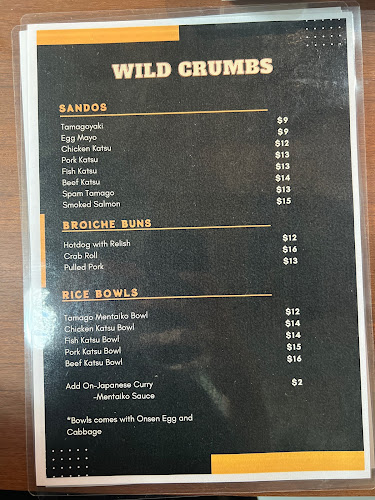 WILD CRUMBS
SANDOS
Tamagoyaki $9
Egg Mayo $9
Chicken Katsu $12
Pork Katsu $13
Fish Katsu $13
Beef Katsu $14
Spam Tamago $13
Smoked Salmon $15
BROICHE BUNS
Hotdog with Relish $12
Crab Roll $16
Pulled Pork $13
RICE BOWLS
Tamago Mentaiko Bowl $12
Chicken Katsu Bowl $14
Fish Katsu Bowl $14
Pork Katsu Bowl $15
Beef Katsu Bowl $16
Add On-Japanese Curry $2
-Mentaiko Sauce
*Bowls comes with Onsen Egg and
Cabbage